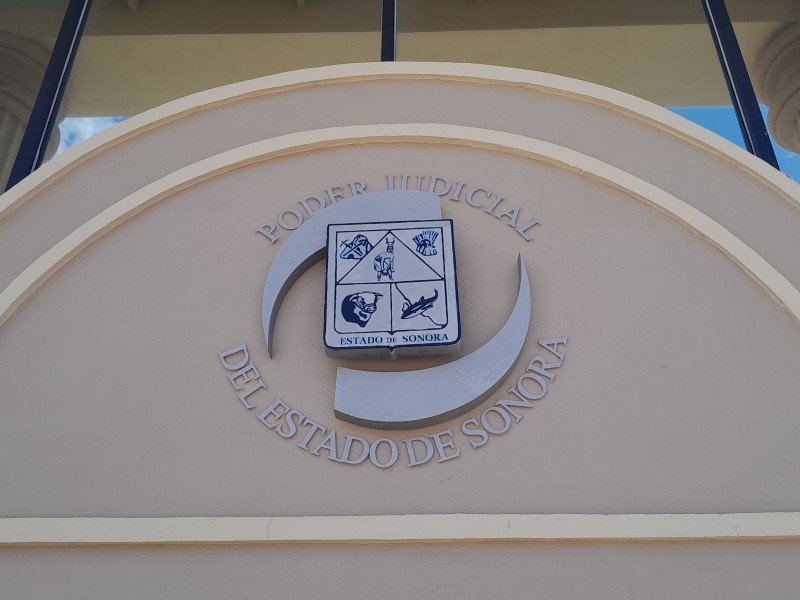 PODER JUDICIAL
ESTADO DE SONORA
DEL ESTADO DE SONORA